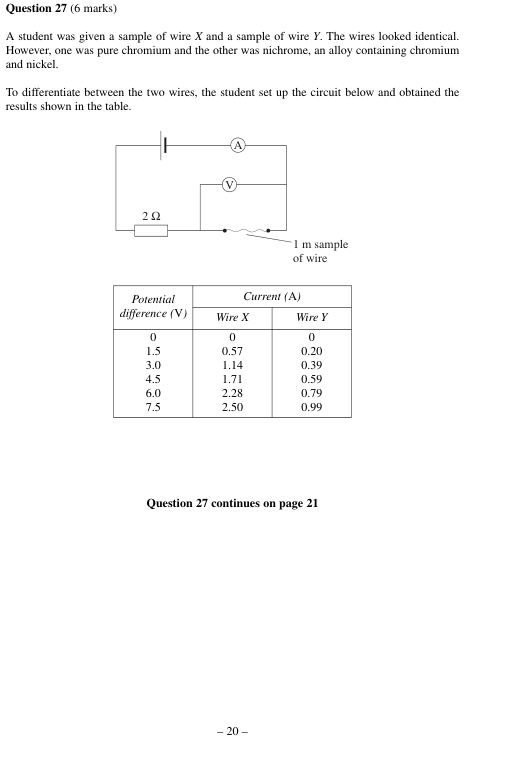 Question 27 (6 marks)
A student was given a sample of wire X and a sample of wire Y. The wires looked identical.
However, one was pure chromium and the other was nichrome, an alloy containing chromium
and nickel.
To differentiate between the two wires, the student set up the circuit below and obtained the
results shown in the table.
A
V
2 Ω
1 m sample
of wire
Potential
difference (V)
Current (A)
Wire X Wire Y
0 0 0
1.5 0.57 0.20
3.0 1.14 0.39
4.5 1.71 0.59
6.0 2.28 0.79
7.5 2.50 0.99
Question 27 continues on page 21
– 20 –